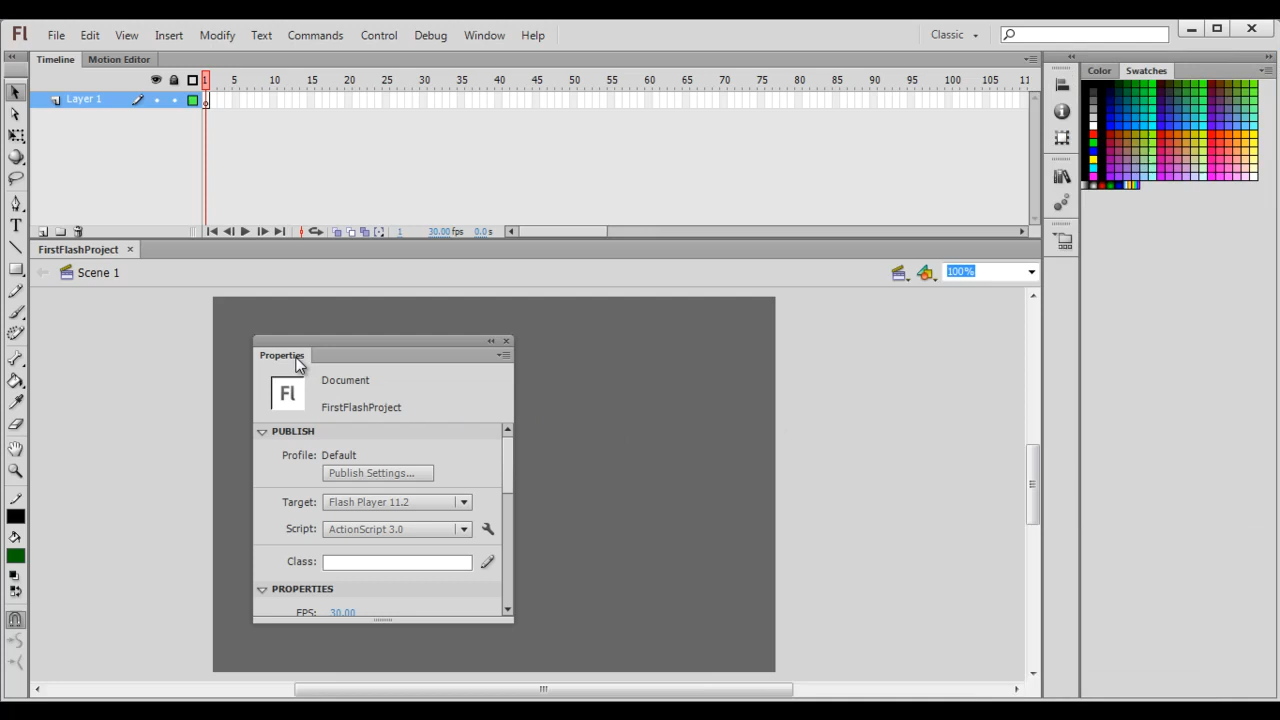 Fl File Edit View Insert Modify Text Commands Control Debug Window Help Classic
Timeline Motion Editor
Color Swatches
1 5 10 15 20 25 30 35 40 45 50 55 60 65 70 75 80 85 90 95 100 105 11
Layer 1
1 30.00 fps 0.0 s
FirstFlashProject
Scene 1 100%
Properties
Fl Document
FirstFlashProject
PUBLISH
Profile: Default
Publish Settings...
Target: Flash Player 11.2
Script: ActionScript 3.0
Class:
PROPERTIES
FPS: 30.00